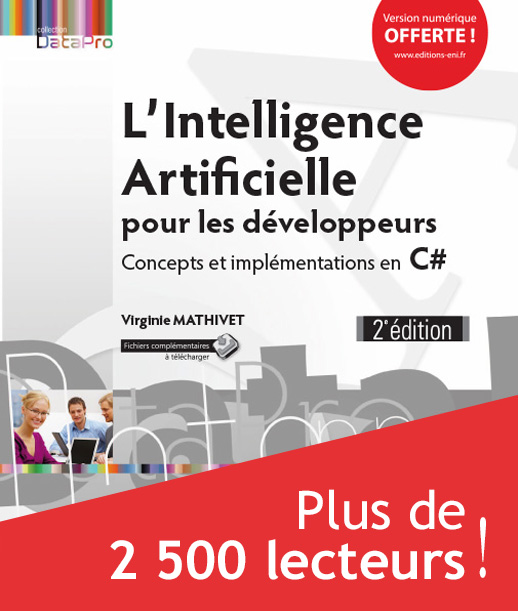 collection
DataPro
Version numérique
OFFERTE !
www.editions-eni.fr
L'Intelligence
Artificielle
pour les développeurs
Concepts et implémentations en C#
Virginie MATHIVET
2e édition
Fichiers complémentaires
à télécharger
DataPro
Plus de
2 500 lecteurs !